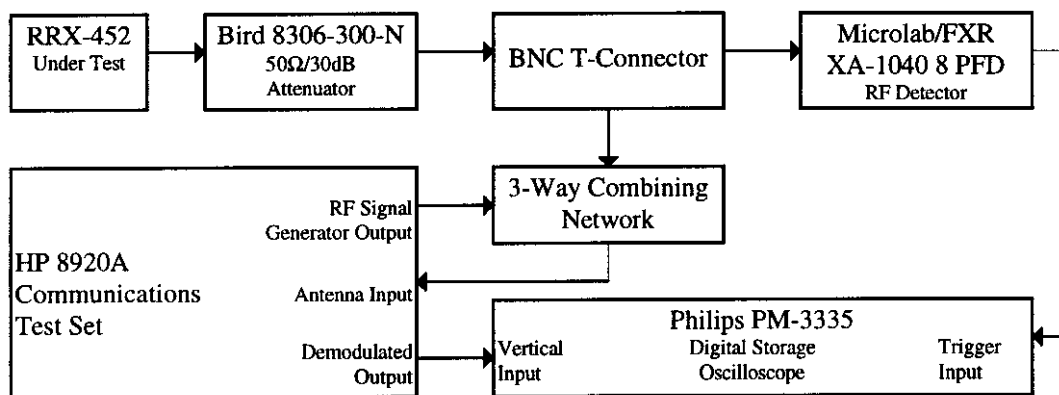 RRX-452
Under Test
Bird 8306-300-N
50Ω/30dB
Attenuator
BNC T-Connector
Microlab/FXR
XA-1040 8 PFD
RF Detector
3-Way Combining
Network
RF Signal
Generator Output
HP 8920A
Communications
Test Set
Antenna Input
Demodulated
Output
Philips PM-3335
Vertical
Input
Digital Storage
Oscilloscope
Trigger
Input